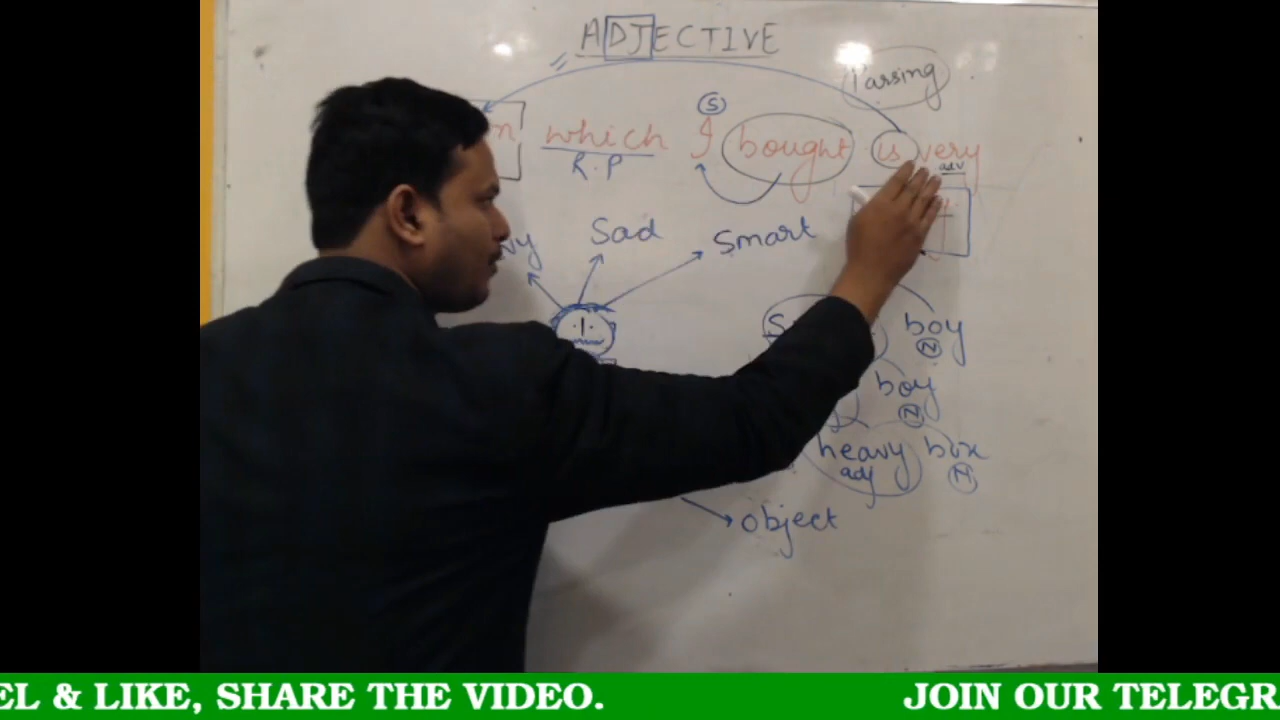 ADJECTIVE
Parsing
S
which I bought is very
R.P
adv
Sad
Smart
boy
N
boy
N
heavy box
adj
N
object
EL & LIKE, SHARE THE VIDEO.
JOIN OUR TELEGR